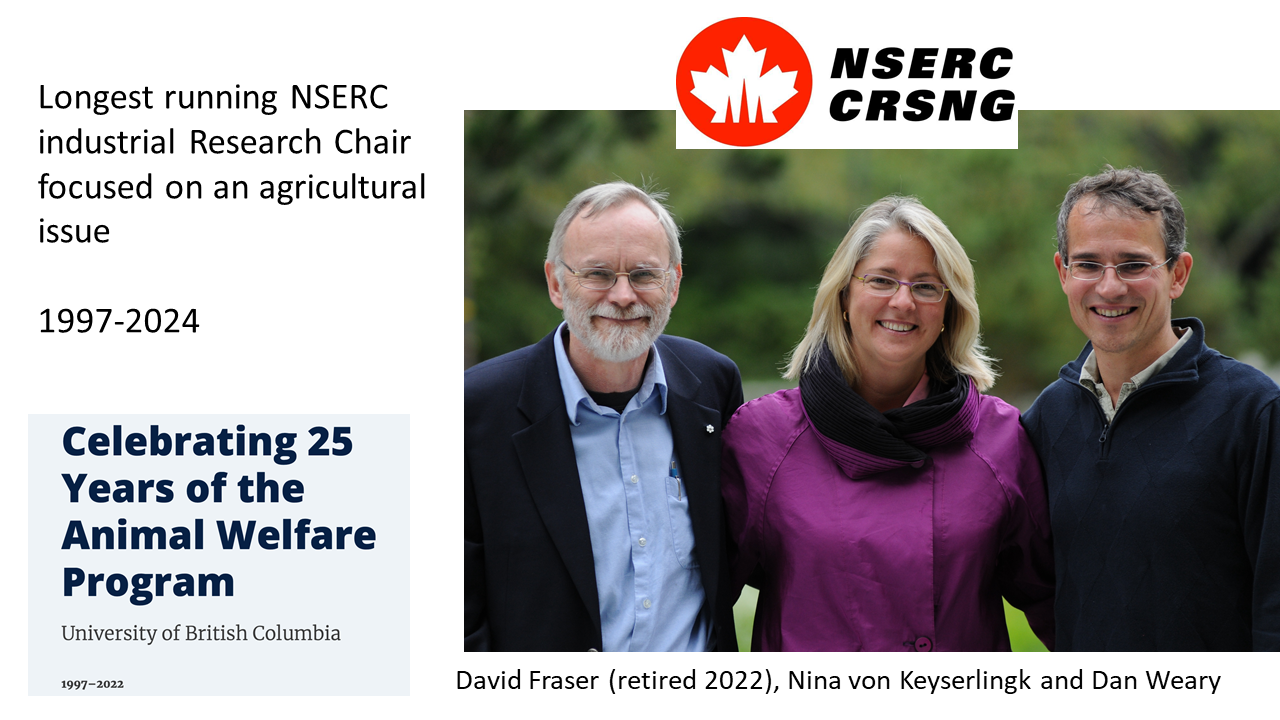 Longest running NSERC
industrial Research Chair
focused on an agricultural
issue
1997-2024
Celebrating 25
Years of the
Animal Welfare
Program
University of British Columbia
1997–2022
NSERC
CRSNG
David Fraser (retired 2022), Nina von Keyserlingk and Dan Weary